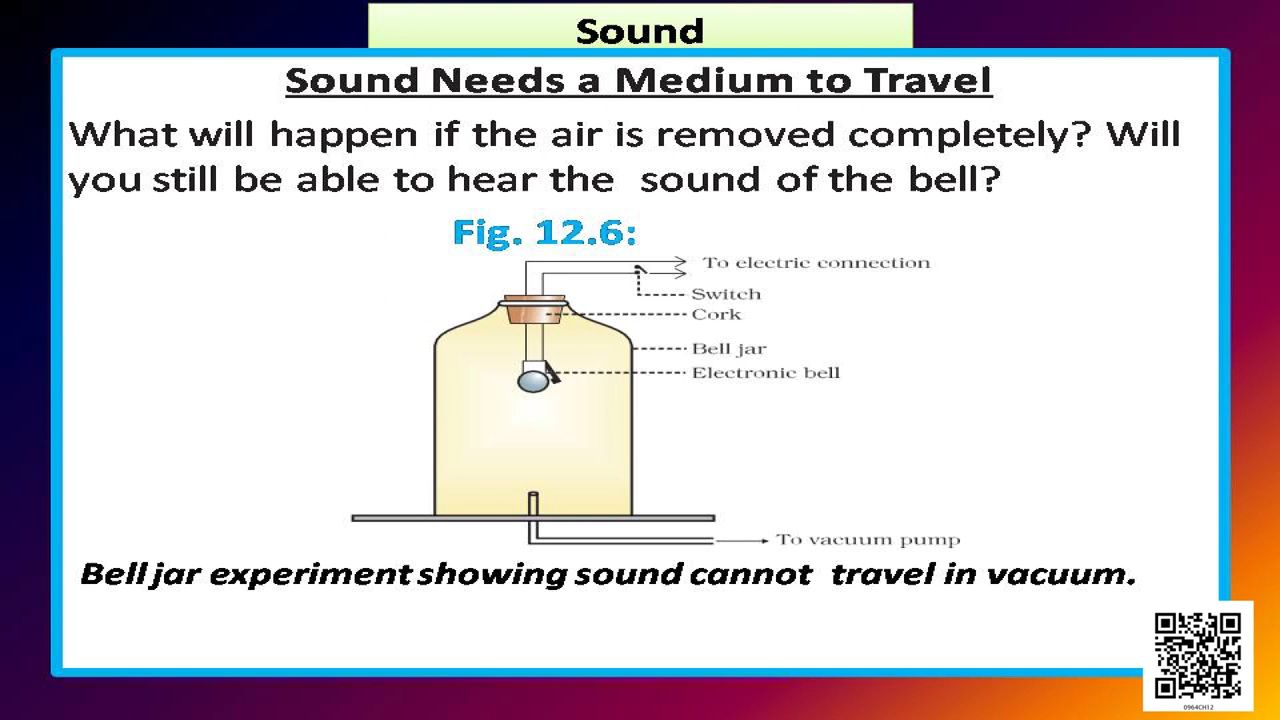 Sound
Sound Needs a Medium to Travel
What will happen if the air is removed completely? Will
you still be able to hear the sound of the bell?
Fig. 12.6:
To electric connection
Switch
Cork
Bell jar
Electronic bell
To vacuum pump
Bell jar experiment showing sound cannot travel in vacuum.
0964CH12